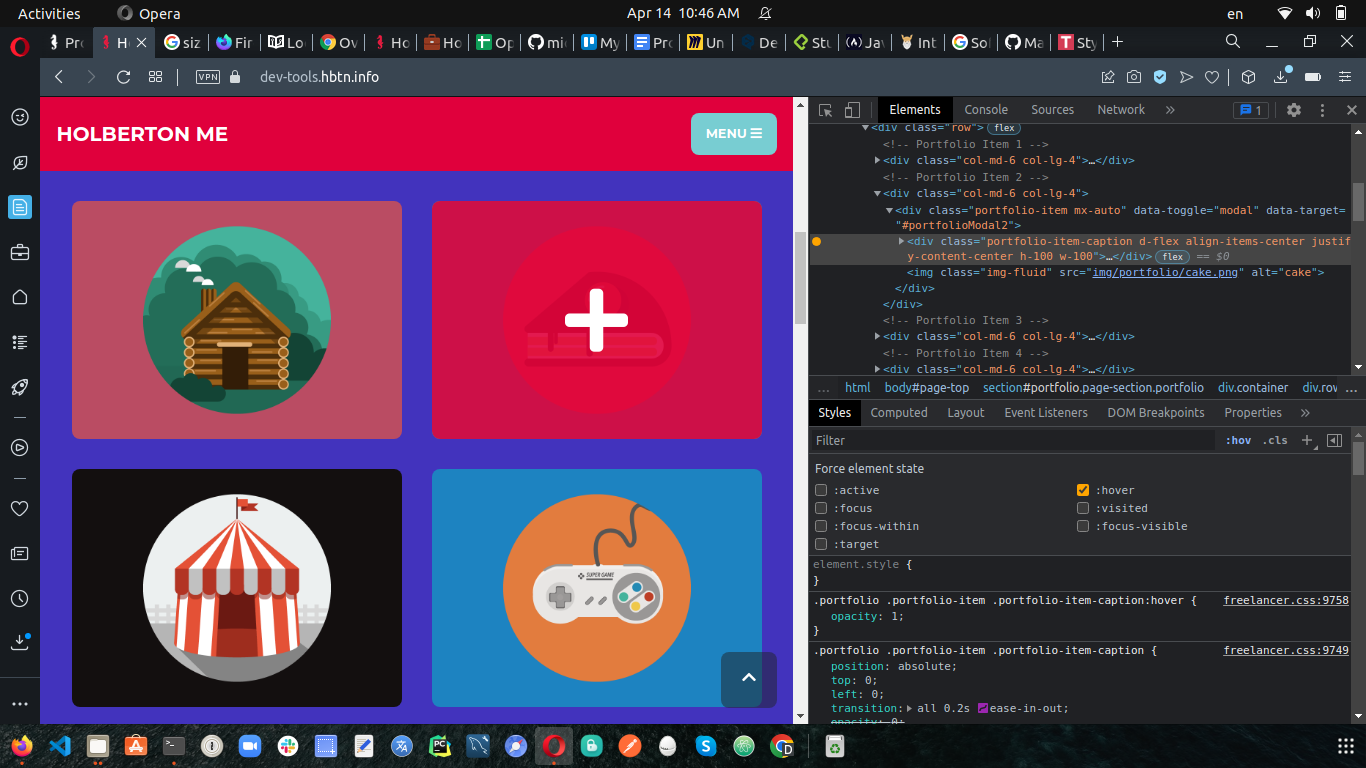 Activities
Opera
Apr 14 10:46 AM
en
Pr
H
siz
Fir
Lo
Ov
Ho
Ho
Op
mi
My
Pro
Un
De
Stu
Jav
Int
Sol
Ma
Sty
VPN
dev-tools.hbtn.info
HOLBERTON ME
MENU
SUPER GAME
Elements
Console
Sources
Network
1
<div class="row"> flex
<!-- Portfolio Item 1 -->
<div class="col-md-6 col-lg-4">…</div>
<!-- Portfolio Item 2 -->
<div class="col-md-6 col-lg-4">
<div class="portfolio-item mx-auto" data-toggle="modal" data-target=
"#portfolioModal2">
<div class="portfolio-item-caption d-flex align-items-center justif
y-content-center h-100 w-100">…</div> flex == $0
<img class="img-fluid" src="img/portfolio/cake.png" alt="cake">
</div>
</div>
<!-- Portfolio Item 3 -->
<div class="col-md-6 col-lg-4">…</div>
<!-- Portfolio Item 4 -->
<div class="col-md-6 col-lg-4">…</div>
… html body#page-top section#portfolio.page-section.portfolio div.container div.rov …
Styles
Computed
Layout
Event Listeners
DOM Breakpoints
Properties
Filter
:hov .cls
Force element state
:active
:hover
:focus
:visited
:focus-within
:focus-visible
:target
element.style {
}
.portfolio .portfolio-item .portfolio-item-caption:hover { freelancer.css:9758
opacity: 1;
}
.portfolio .portfolio-item .portfolio-item-caption { freelancer.css:9749
position: absolute;
top: 0;
left: 0;
transition: all 0.2s ease-in-out;
opacity: 0;